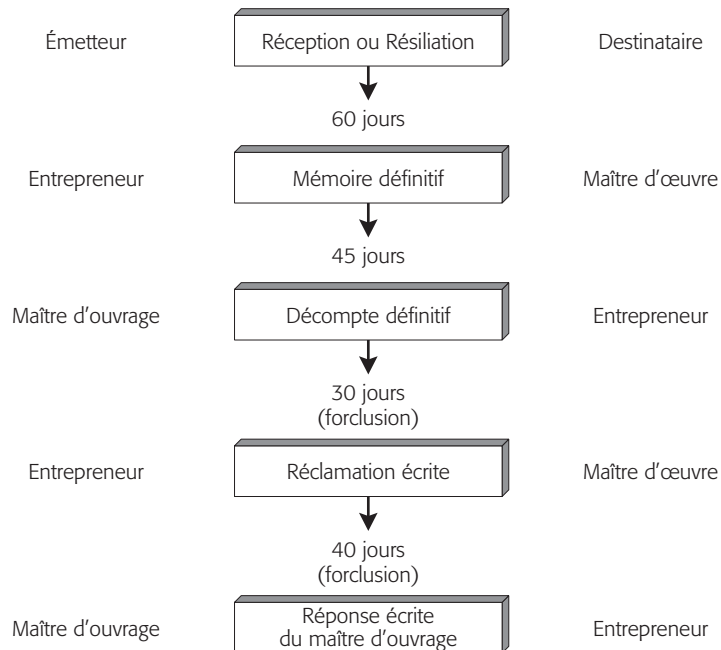 Émetteur Réception ou Résiliation Destinataire
60 jours
Entrepreneur Mémoire définitif Maître d'œuvre
45 jours
Maître d'ouvrage Décompte définitif Entrepreneur
30 jours
(forclusion)
Entrepreneur Réclamation écrite Maître d'œuvre
40 jours
(forclusion)
Maître d'ouvrage Réponse écrite
du maître d'ouvrage Entrepreneur